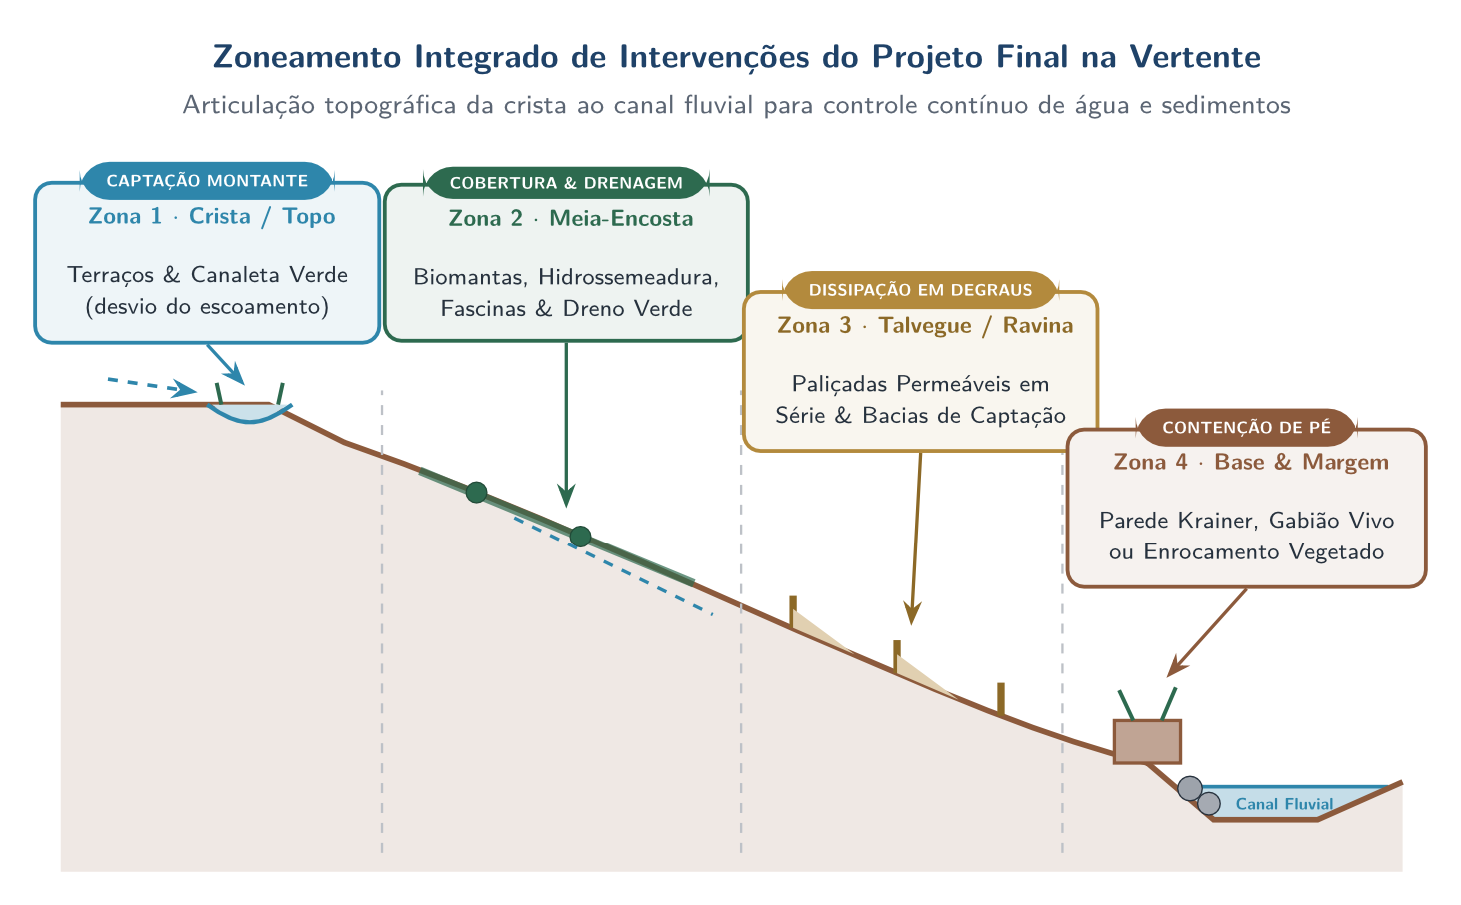 Zoneamento Integrado de Intervenções do Projeto Final na Vertente
Articulação topográfica da crista ao canal fluvial para controle contínuo de água e sedimentos
CAPTAÇÃO MONTANTE
Zona 1 · Crista / Topo
Terraços & Canaleta Verde
(desvio do escoamento)
COBERTURA & DRENAGEM
Zona 2 · Meia-Encosta
Biomantas, Hidrossemeadura,
Fascinas & Dreno Verde
DISSIPAÇÃO EM DEGRAUS
Zona 3 · Talvegue / Ravina
Paliçadas Permeáveis em
Série & Bacias de Captação
CONTENÇÃO DE PÉ
Zona 4 · Base & Margem
Parede Krainer, Gabião Vivo
ou Enrocamento Vegetado
Canal Fluvial